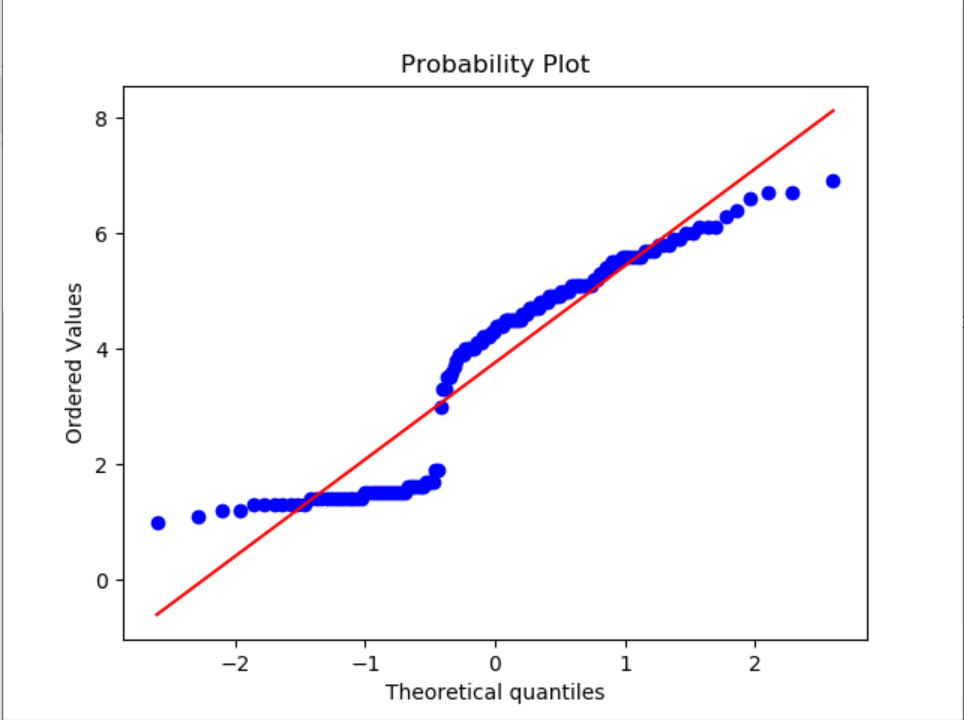 Probability Plot
8
6
4
2
0
Ordered Values
−2 −1 0 1 2
Theoretical quantiles